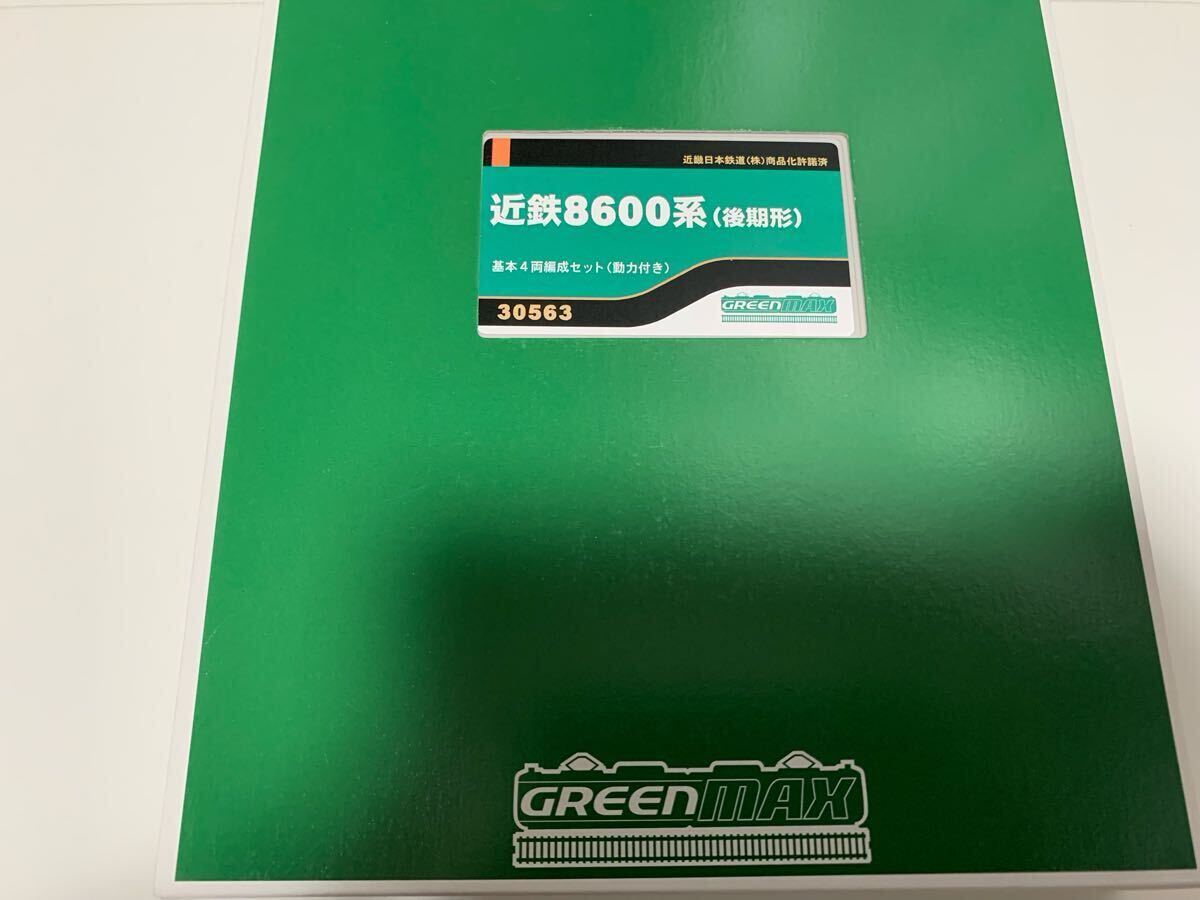 近畿日本鉄道(株)商品化許諾済
近鉄8600系(後期形)
基本4両編成セット(動力付き)
30563
GREENMAX
GREENMAX